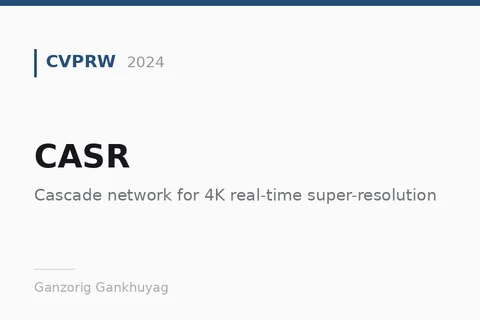 CVPRW 2024
CASR
Cascade network for 4K real-time super-resolution
Ganzorig Gankhuyag